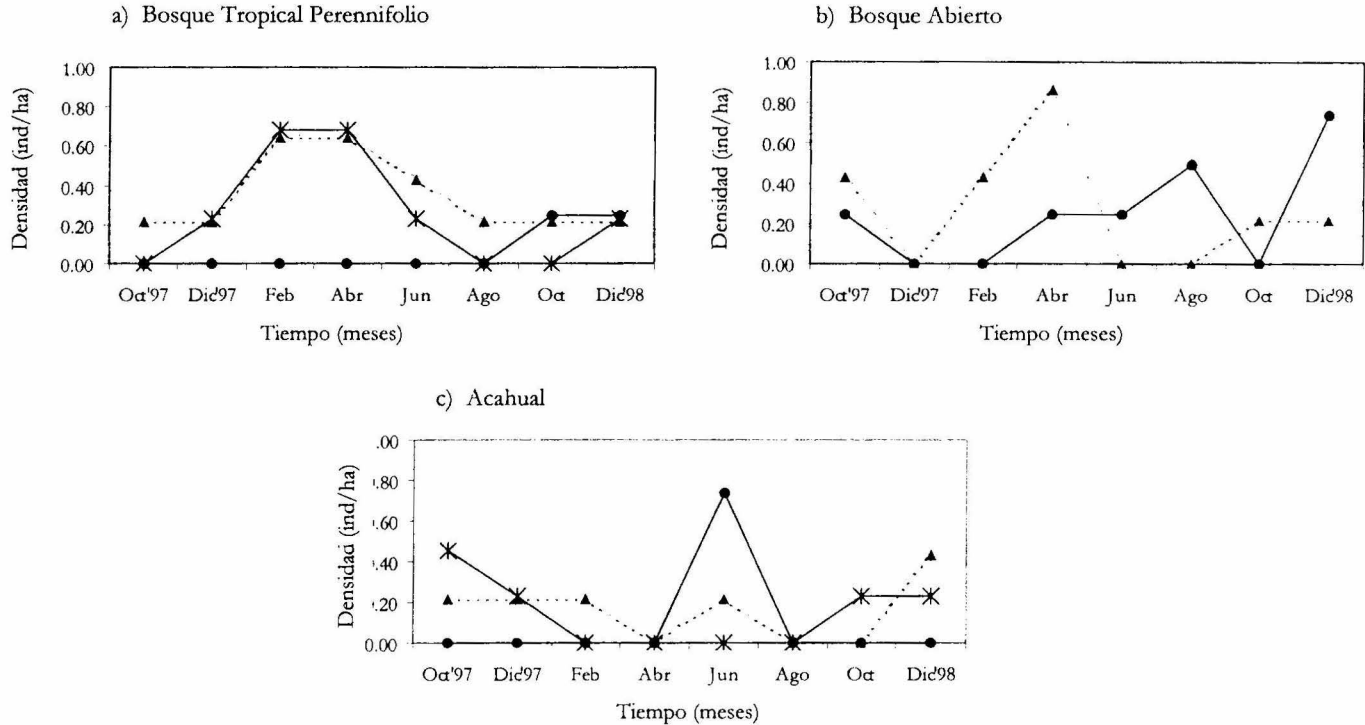 a) Bosque Tropical Perennifolio
Densidad (ind/ha)
1.00
0.80
0.60
0.40
0.20
0.00
Oct'97 Dic'97 Feb Abr Jun Ago Oct Dic'98
Tiempo (meses)
b) Bosque Abierto
Densidad (ind/ha)
1.00
0.80
0.60
0.40
0.20
0.00
Oct'97 Dic'97 Feb Abr Jun Ago Oct Dic'98
Tiempo (meses)
c) Acahual
Densidad (ind/ha)
.00
.80
.60
.40
.20
0.00
Oct'97 Dic'97 Feb Abr Jun Ago Oct Dic'98
Tiempo (meses)